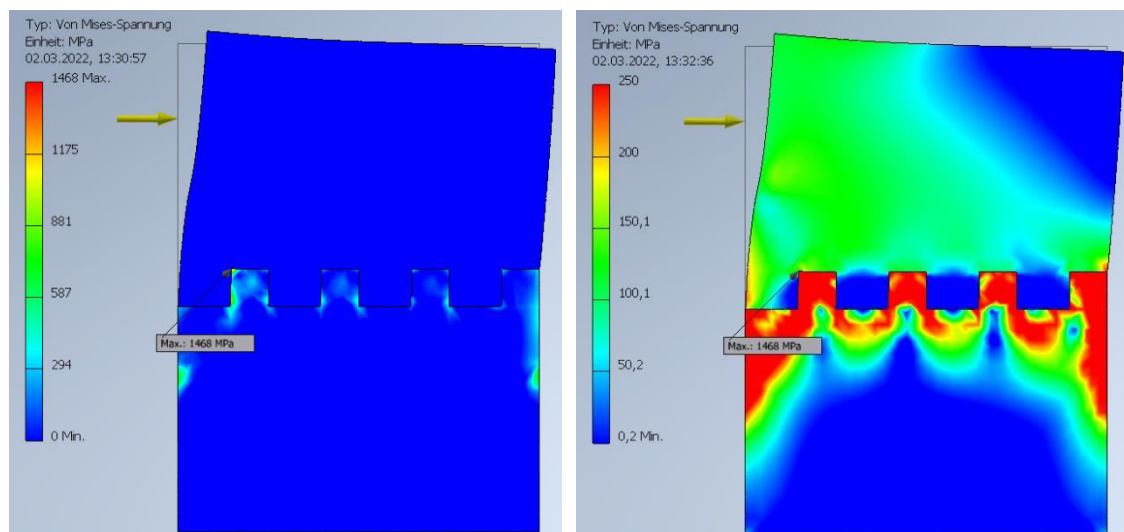 Typ: Von Mises-Spannung
Einheit: MPa
02.03.2022, 13:30:57
1468 Max.
1175
881
587
294
0 Min.
Max.: 1468 MPa
Typ: Von Mises-Spannung
Einheit: MPa
02.03.2022, 13:32:36
250
200
150,1
100,1
50,2
0,2 Min.
Max.: 1468 MPa